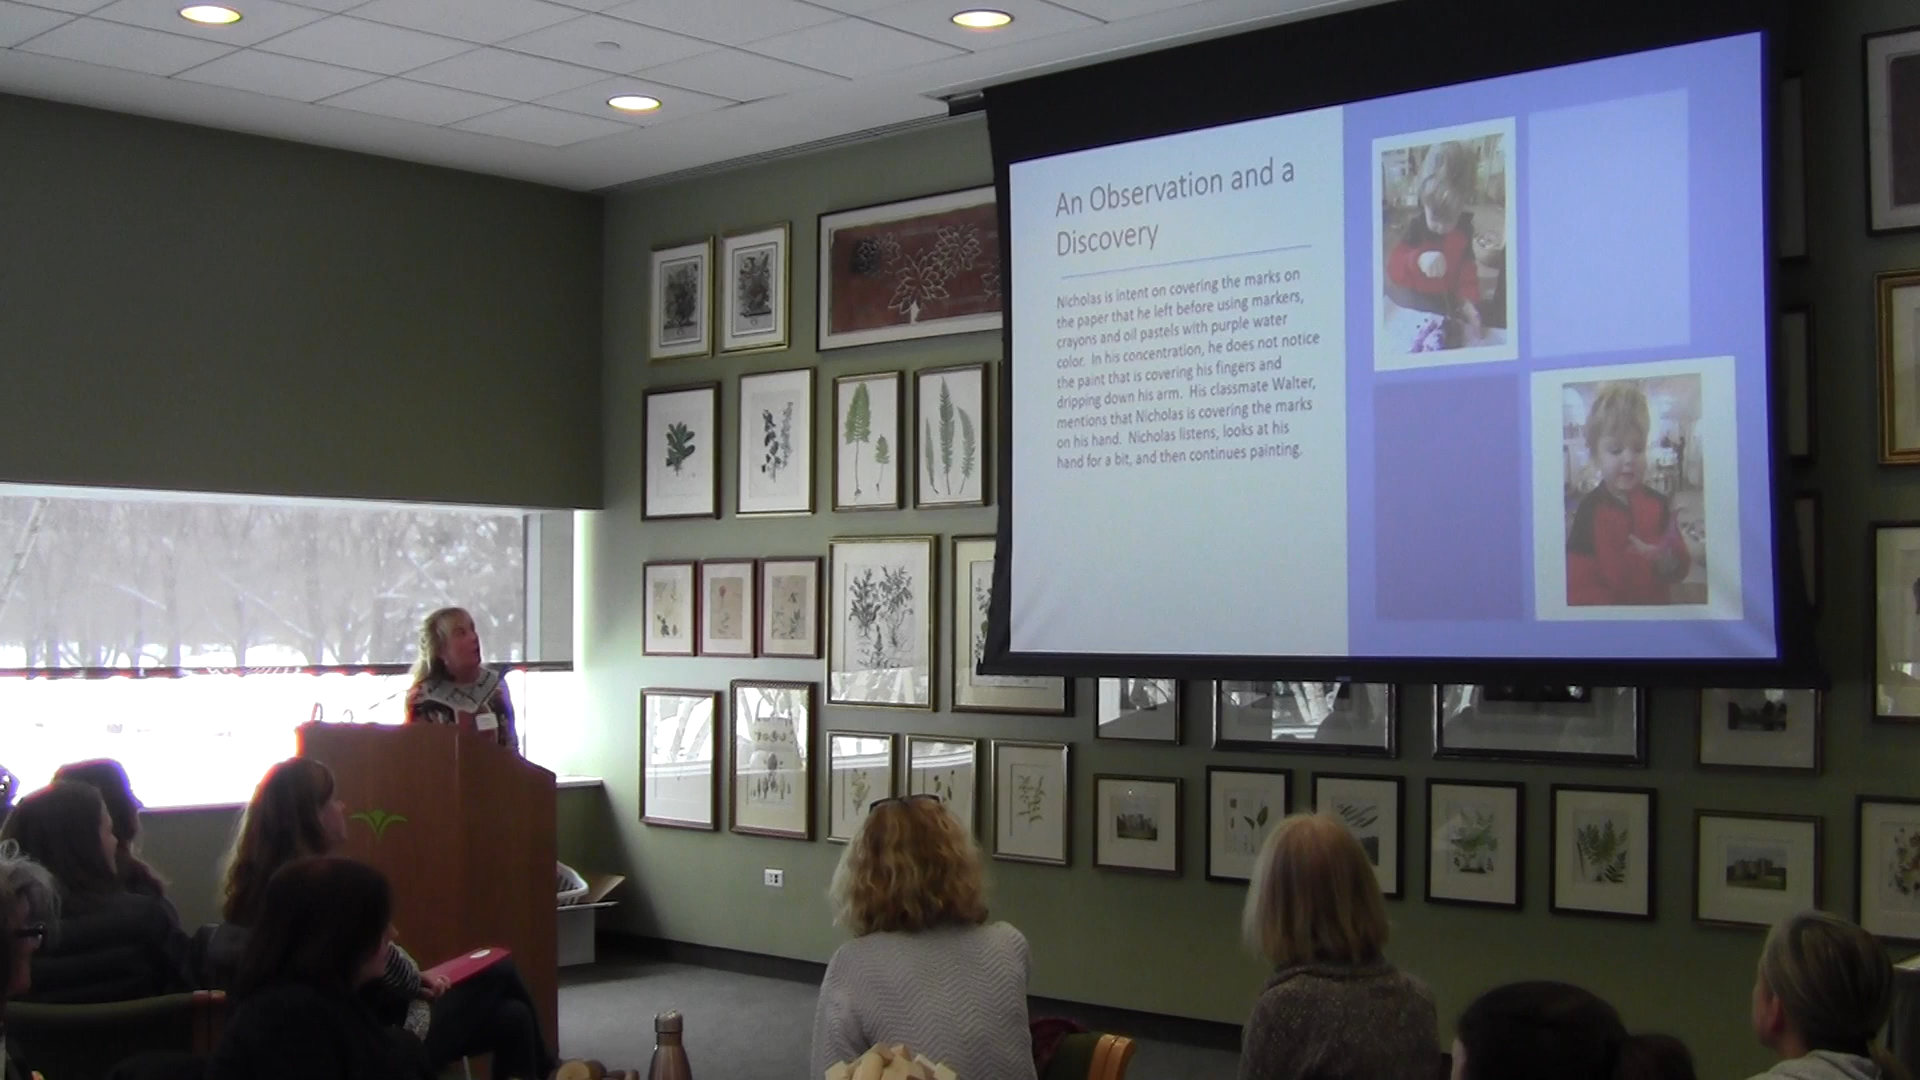 An Observation and a
Discovery
Nicholas is intent on covering the marks on
the paper that he left before using markers,
crayons and oil pastels with purple water
color. In his concentration, he does not notice
the paint that is covering his fingers and
dripping down his arm. His classmate Walter,
mentions that Nicholas is covering the marks
on his hand. Nicholas listens, looks at his
hand for a bit, and then continues painting.